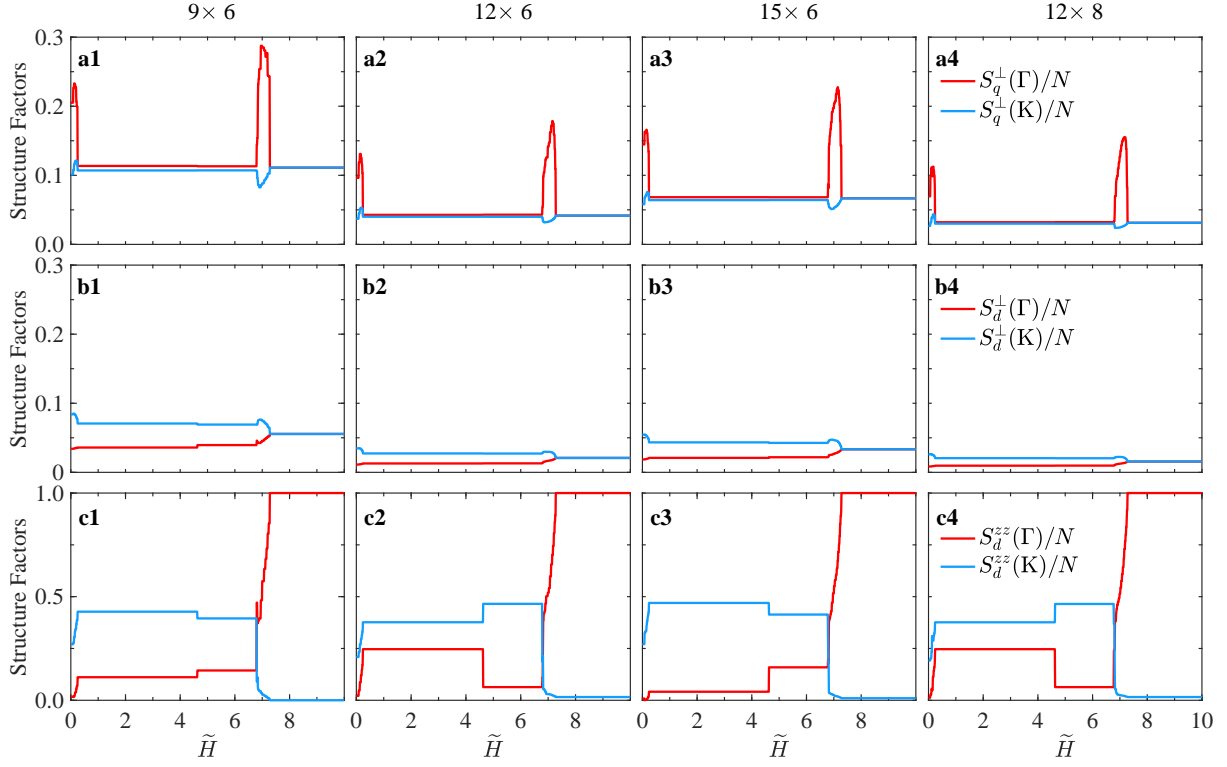 9× 6 12× 6 15× 6 12× 8
Structure Factors
0.3
0.2
0.1
0.0
a1
a2
a3
a4
S_q^⊥(Γ)/N
S_q^⊥(K)/N
Structure Factors
0.3
0.2
0.1
0
b1
b2
b3
b4
S_d^⊥(Γ)/N
S_d^⊥(K)/N
Structure Factors
1.0
0.5
0.0
c1
c2
c3
c4
S_d^{zz}(Γ)/N
S_d^{zz}(K)/N
0 2 4 6 8 0 2 4 6 8 0 2 4 6 8 0 2 4 6 8 10
H̃ H̃ H̃ H̃